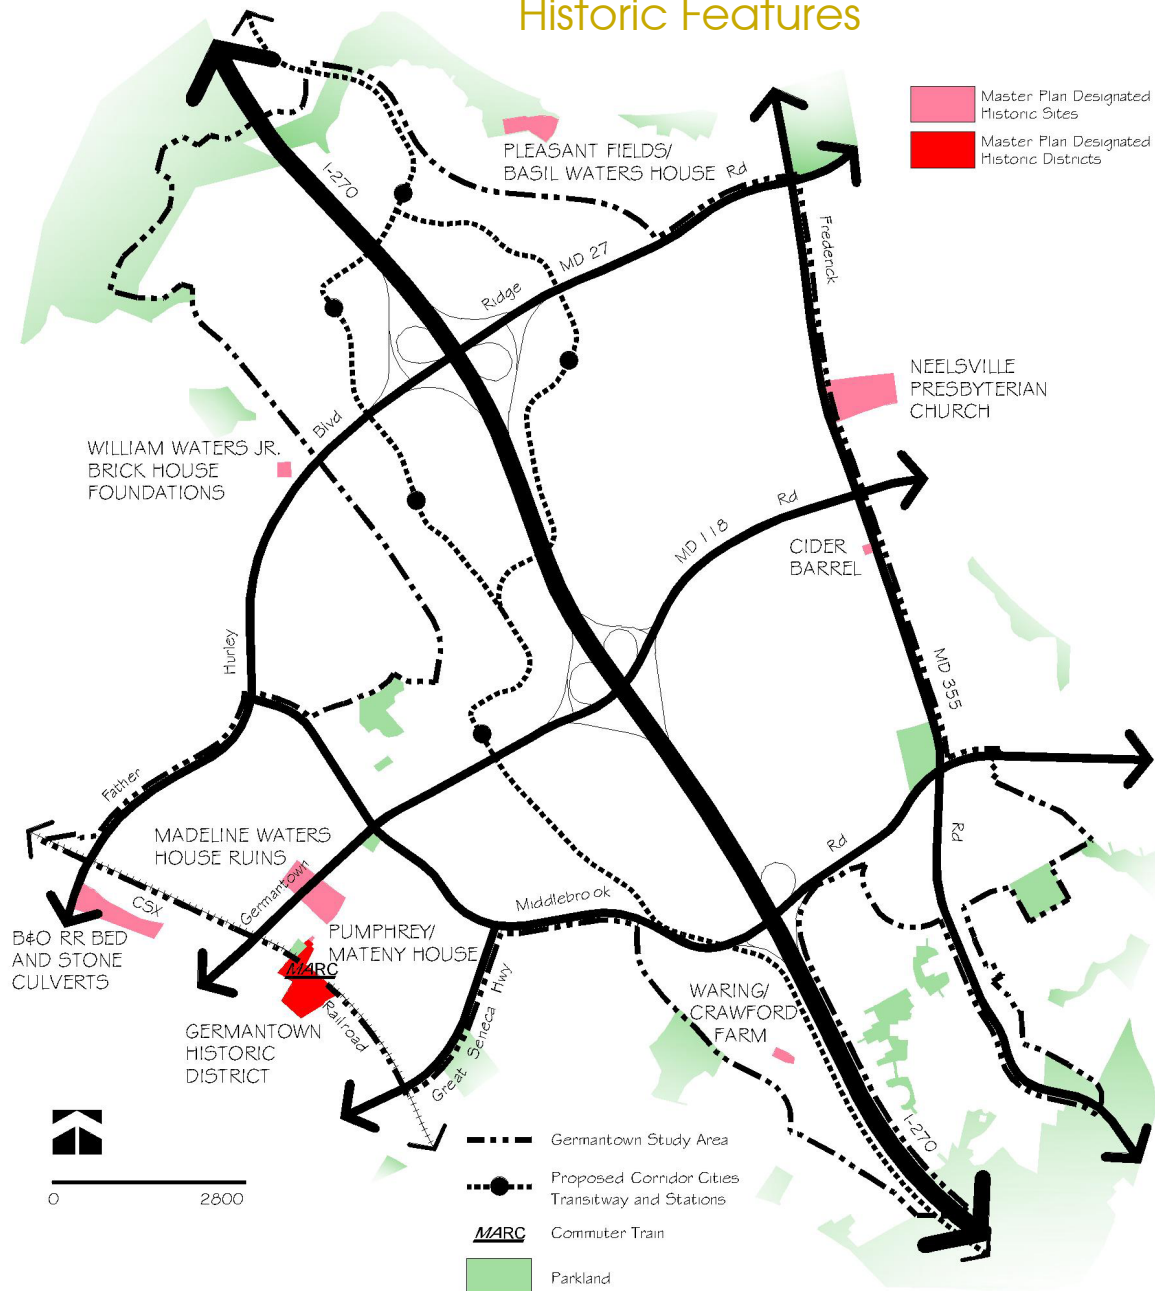 Historic Features
Master Plan Designated
Historic Sites
Master Plan Designated
Historic Districts
PLEASANT FIELDS/
BASIL WATERS HOUSE
Rd
I-270
MD 27
Ridge
Frederick
NEELSVILLE
PRESBYTERIAN
CHURCH
Blvd
WILLIAM WATERS JR.
BRICK HOUSE
FOUNDATIONS
Rd
MD 118
CIDER
BARREL
Hurley
MD 355
Father
Rd
Rd
MADELINE WATERS
HOUSE RUINS
Germantown
Middlebrook
CSX
B&O RR BED
AND STONE
CULVERTS
PUMPHREY/
MATENY HOUSE
MARC
Railroad
Great Seneca Hwy
WARING/
CRAWFORD
FARM
GERMANTOWN
HISTORIC
DISTRICT
I-270
0 2800
Germantown Study Area
Proposed Corridor Cities
Transitway and Stations
MARC Commuter Train
Parkland